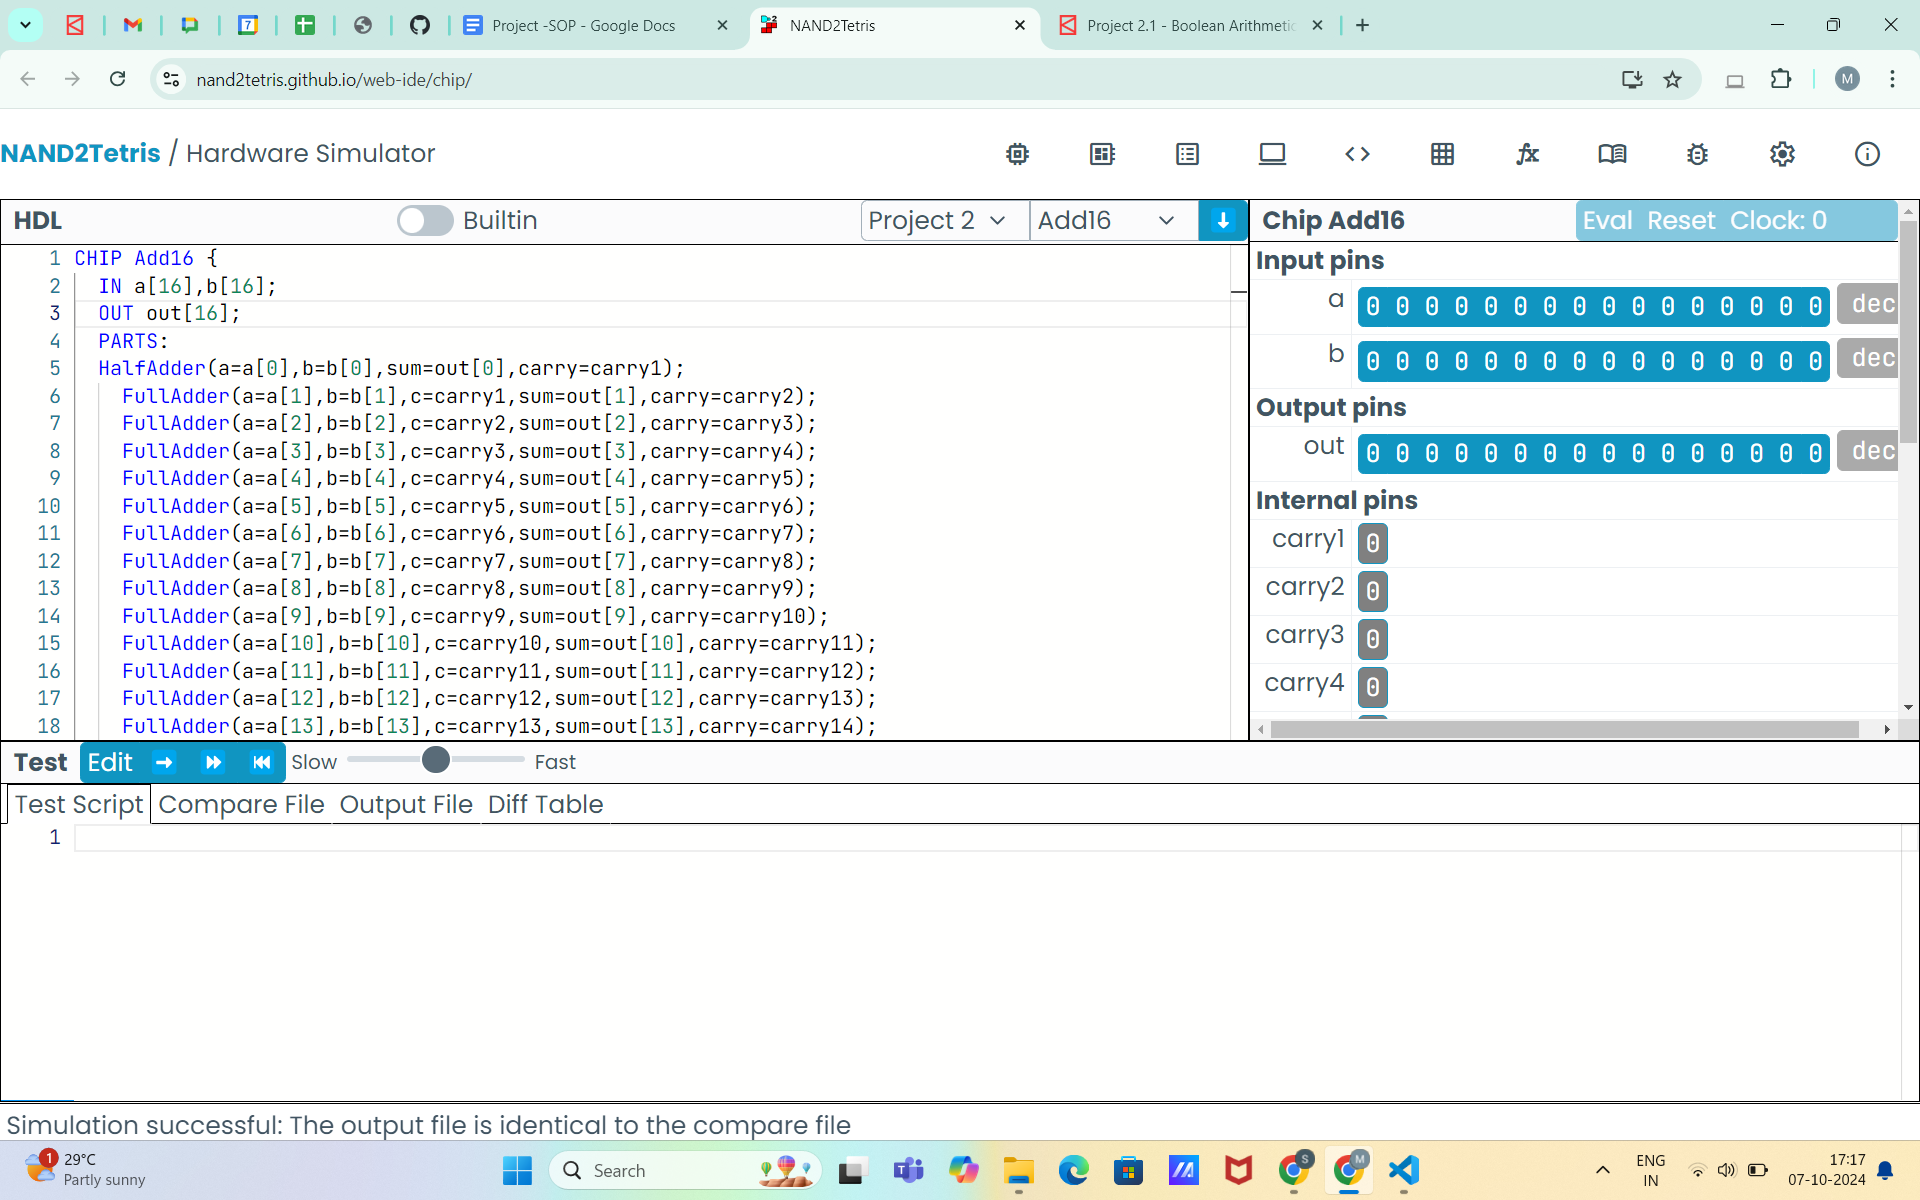 Project -SOP - Google Docs
NAND2Tetris
Project 2.1 - Boolean Arithmetic
nand2tetris.github.io/web-ide/chip/
M
NAND2Tetris / Hardware Simulator
HDL
Builtin
Project 2
Add16
Chip Add16
Eval Reset Clock: 0
1 CHIP Add16 {
2 IN a[16],b[16];
3 OUT out[16];
4 PARTS:
5 HalfAdder(a=a[0],b=b[0],sum=out[0],carry=carry1);
6 FullAdder(a=a[1],b=b[1],c=carry1,sum=out[1],carry=carry2);
7 FullAdder(a=a[2],b=b[2],c=carry2,sum=out[2],carry=carry3);
8 FullAdder(a=a[3],b=b[3],c=carry3,sum=out[3],carry=carry4);
9 FullAdder(a=a[4],b=b[4],c=carry4,sum=out[4],carry=carry5);
10 FullAdder(a=a[5],b=b[5],c=carry5,sum=out[5],carry=carry6);
11 FullAdder(a=a[6],b=b[6],c=carry6,sum=out[6],carry=carry7);
12 FullAdder(a=a[7],b=b[7],c=carry7,sum=out[7],carry=carry8);
13 FullAdder(a=a[8],b=b[8],c=carry8,sum=out[8],carry=carry9);
14 FullAdder(a=a[9],b=b[9],c=carry9,sum=out[9],carry=carry10);
15 FullAdder(a=a[10],b=b[10],c=carry10,sum=out[10],carry=carry11);
16 FullAdder(a=a[11],b=b[11],c=carry11,sum=out[11],carry=carry12);
17 FullAdder(a=a[12],b=b[12],c=carry12,sum=out[12],carry=carry13);
18 FullAdder(a=a[13],b=b[13],c=carry13,sum=out[13],carry=carry14);
Input pins
a 0 0 0 0 0 0 0 0 0 0 0 0 0 0 0 0 dec
b 0 0 0 0 0 0 0 0 0 0 0 0 0 0 0 0 dec
Output pins
out 0 0 0 0 0 0 0 0 0 0 0 0 0 0 0 0 dec
Internal pins
carry1 0
carry2 0
carry3 0
carry4 0
Test Edit Slow Fast
Test Script Compare File Output File Diff Table
1
Simulation successful: The output file is identical to the compare file
1
29°C
Partly sunny
Search
S
M
ENG
IN
17:17
07-10-2024